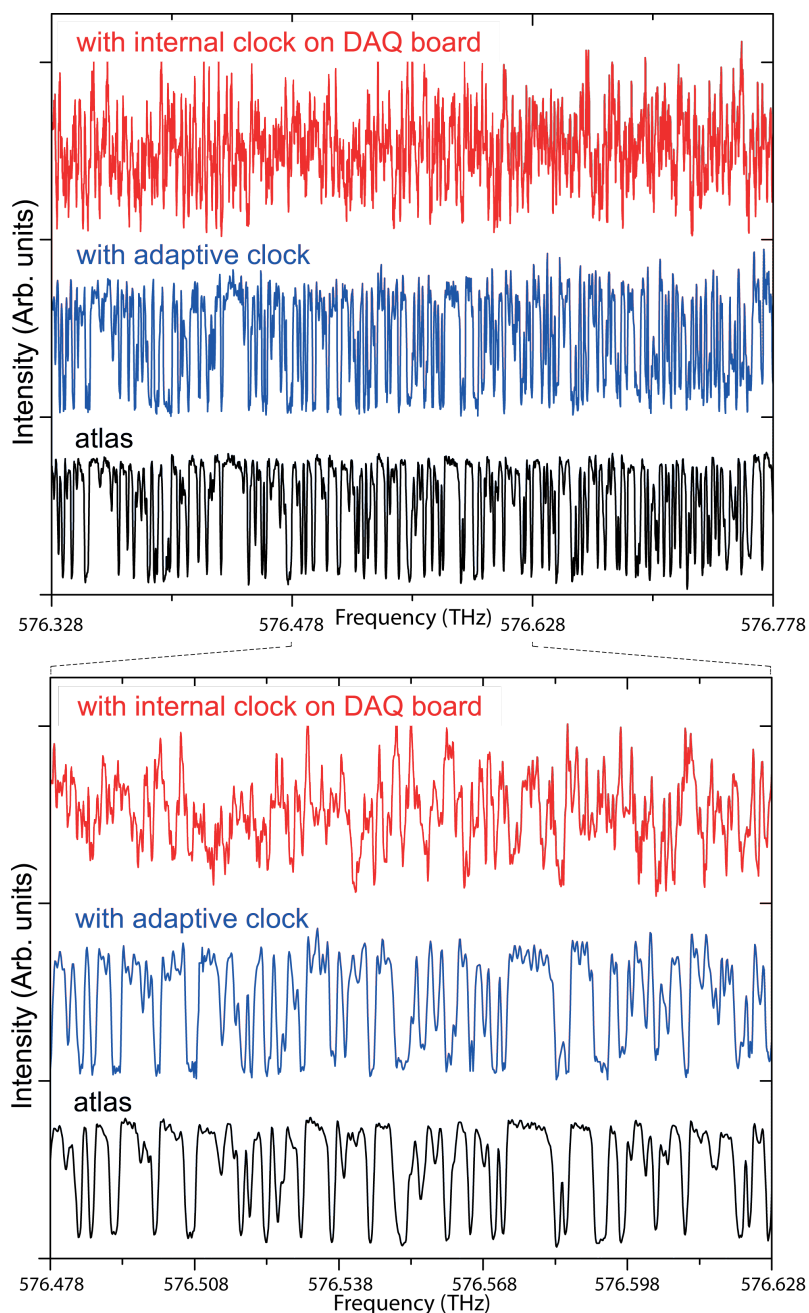 with internal clock on DAQ board
with adaptive clock
atlas
Intensity (Arb. units)
576.328
576.478
Frequency (THz)
576.628
576.778
with internal clock on DAQ board
with adaptive clock
atlas
Intensity (Arb. units)
576.478
576.508
576.538
576.568
576.598
576.628
Frequency (THz)